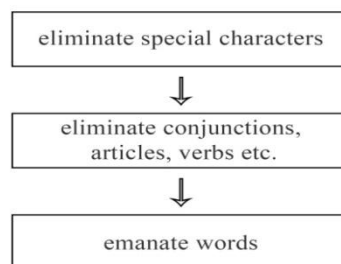 eliminate special characters
eliminate conjunctions,
articles, verbs etc.
emanate words